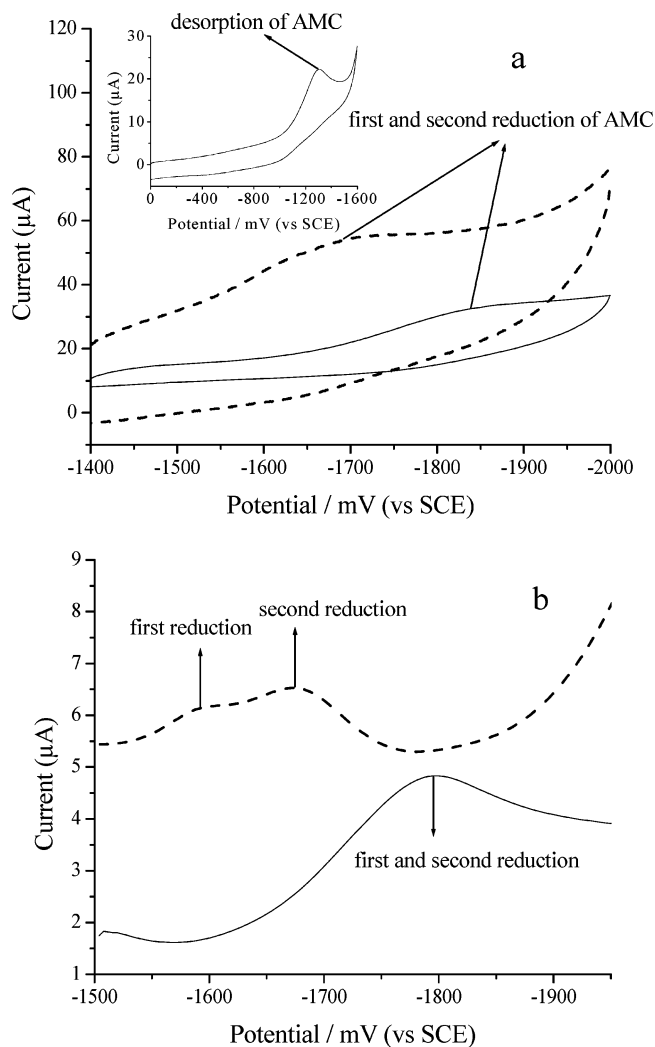 desorption of AMC
a
first and second reduction of AMC
30
20
10
0
Current (µA)
0 -400 -800 -1200 -1600
Potential / mV (vs SCE)
120
100
80
60
40
20
0
Current (µA)
-1400 -1500 -1600 -1700 -1800 -1900 -2000
Potential / mV (vs SCE)
b
first reduction
second reduction
first and second reduction
9
8
7
6
5
4
3
2
1
Current (µA)
-1500 -1600 -1700 -1800 -1900
Potential / mV (vs SCE)